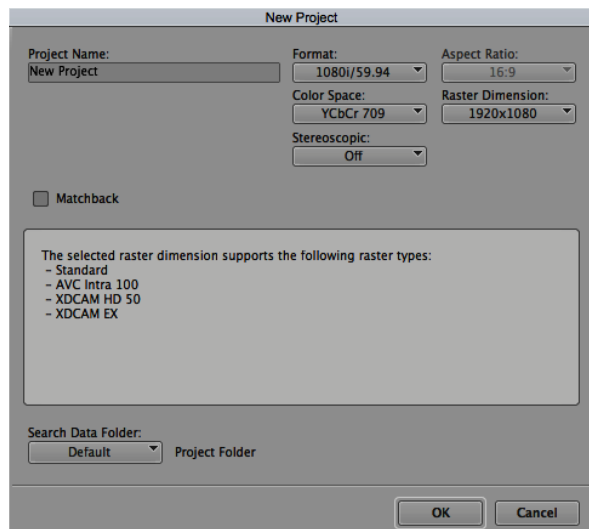 New Project
Project Name:
New Project
Format:
1080i/59.94
Aspect Ratio:
16:9
Color Space:
YCbCr 709
Raster Dimension:
1920x1080
Stereoscopic:
Off
Matchback
The selected raster dimension supports the following raster types:
– Standard
– AVC Intra 100
– XDCAM HD 50
– XDCAM EX
Search Data Folder:
Default
Project Folder
OK
Cancel